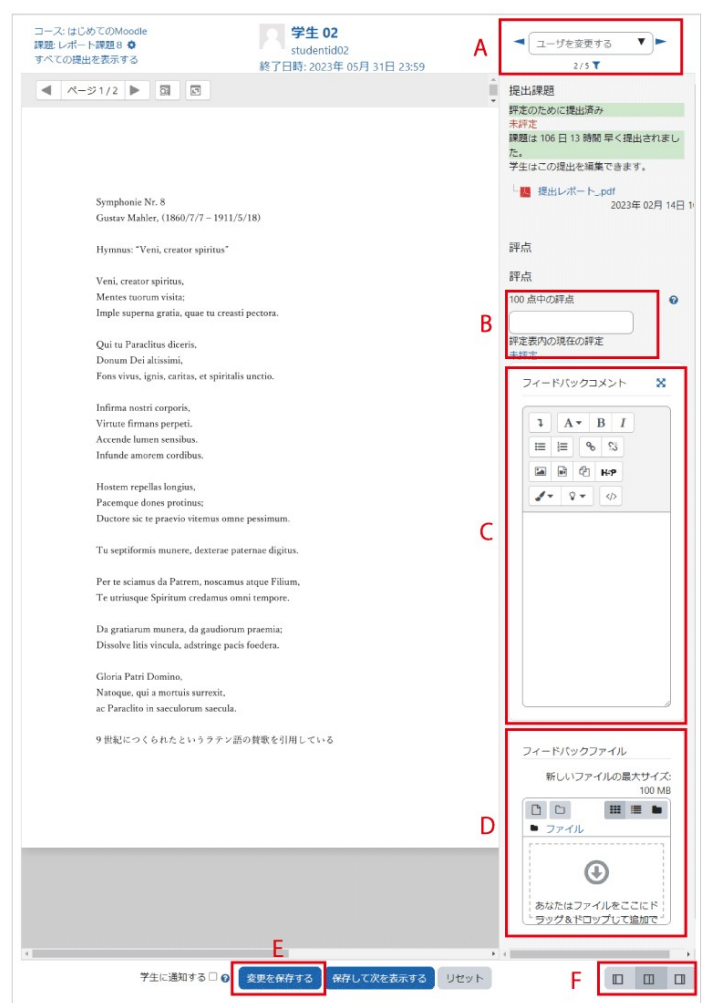 コース: はじめてのMoodle
課題: レポート課題8
すべての提出を表示する
学生 02
studentid02
終了日時: 2023年 05月 31日 23:59
A
ユーザを変更する
2 / 5
ページ 1 / 2
提出課題
評定のために提出済み
未評定
課題は 106 日 13 時間 早く提出されまし
た。
学生はこの提出を編集できます。
提出レポート_.pdf
2023年 02月 14日
Symphonie Nr. 8
Gustav Mahler, (1860/7/7 – 1911/5/18)
Hymnus: "Veni, creator spiritus"
Veni, creator spiritus,
Mentes tuorum visita;
Imple superna gratia, quae tu creasti pectora.
Qui tu Paraclitus diceris,
Donum Dei altissimi,
Fons vivus, ignis, caritas, et spiritalis unctio.
Infirma nostri corporis,
Virtute firmans perpeti.
Accende lumen sensibus.
Infunde amorem cordibus.
Hostem repellas longius,
Pacemque dones protinus;
Ductore sic te praevio vitemus omne pessimum.
Tu septiformis munere, dexterae paternae digitus.
Per te sciamus da Patrem, noscamus atque Filium,
Te utriusque Spiritum credamus omni tempore.
Da gratiarum munera, da gaudiorum praemia;
Dissolve litis vincula, adstringe pacis foedera.
Gloria Patri Domino,
Natoque, qui a mortuis surrexit,
ac Paraclito in saeculorum saecula.
9 世紀につくられたというラテン語の賛歌を引用している
評点
評点
B
100 点中の評点
評定表内の現在の評定
未評定
C
フィードバックコメント
A B I
H-P
</>
D
フィードバックファイル
新しいファイルの最大サイズ:
100 MB
ファイル
あなたはファイルをここにド
ラッグ&ドロップして追加で
E
学生に通知する
変更を保存する
保存して次を表示する
リセット
F